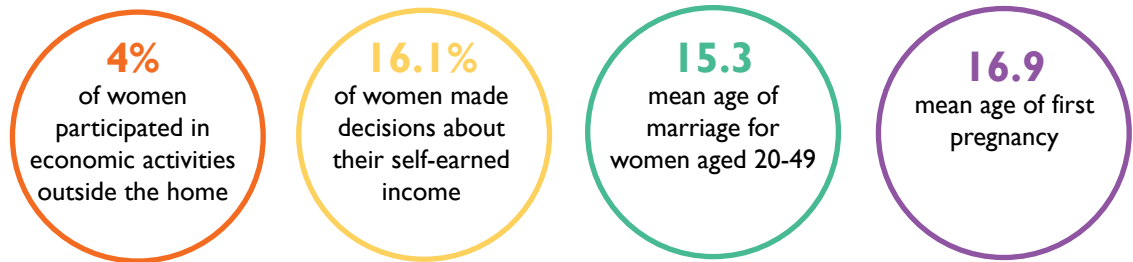 4%
of women
participated in
economic activities
outside the home
16.1%
of women made
decisions about
their self-earned
income
15.3
mean age of
marriage for
women aged 20-49
16.9
mean age of first
pregnancy